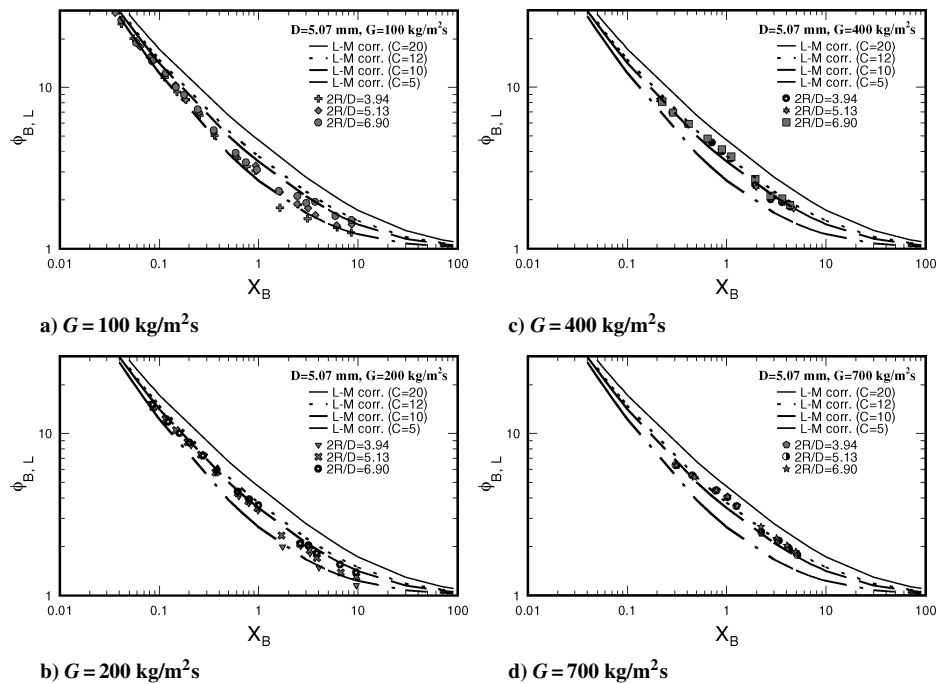 D=5.07 mm, G=100 kg/m²s
L-M corr. (C=20)
L-M corr. (C=12)
L-M corr. (C=10)
L-M corr. (C=5)
2R/D=3.94
2R/D=5.13
2R/D=6.90
10
1
ϕB, L
0.01 0.1 1 10 100
XB
a) G = 100 kg/m²s
D=5.07 mm, G=400 kg/m²s
L-M corr. (C=20)
L-M corr. (C=12)
L-M corr. (C=10)
L-M corr. (C=5)
2R/D=3.94
2R/D=5.13
2R/D=6.90
10
1
ϕB, L
0.01 0.1 1 10 100
XB
c) G = 400 kg/m²s
D=5.07 mm, G=200 kg/m²s
L-M corr. (C=20)
L-M corr. (C=12)
L-M corr. (C=10)
L-M corr. (C=5)
2R/D=3.94
2R/D=5.13
2R/D=6.90
10
1
ϕB, L
0.01 0.1 1 10 100
XB
b) G = 200 kg/m²s
D=5.07 mm, G=700 kg/m²s
L-M corr. (C=20)
L-M corr. (C=12)
L-M corr. (C=10)
L-M corr. (C=5)
2R/D=3.94
2R/D=5.13
2R/D=6.90
10
1
ϕB, L
0.01 0.1 1 10 100
XB
d) G = 700 kg/m²s